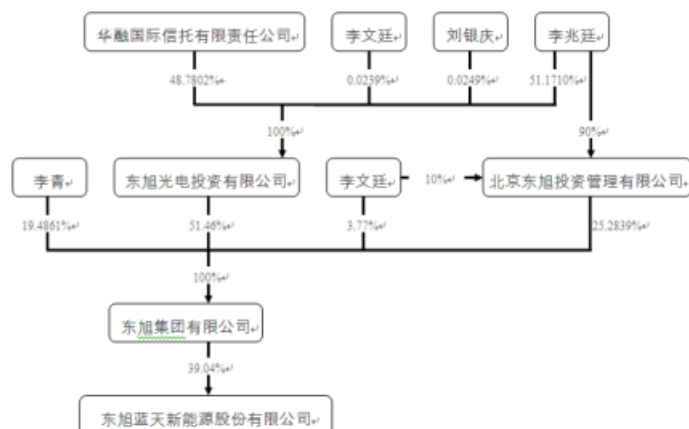 华融国际信托有限责任公司 李文廷 刘银庆 李兆廷
48.7802% 0.0239% 0.0249% 51.1710%
100% 90%
李青 东旭光电投资有限公司 李文廷 10% 北京东旭投资管理有限公司
19.4861% 51.46% 3.77% 25.2839%
100%
东旭集团有限公司
39.04%
东旭蓝天新能源股份有限公司